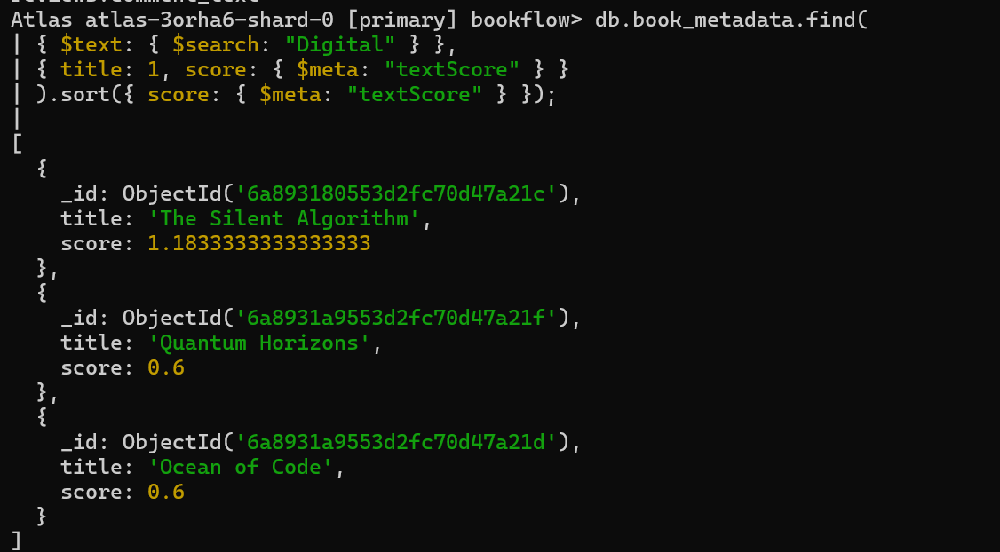 Atlas atlas-3orha6-shard-0 [primary] bookflow> db.book_metadata.find(
| { $text: { $search: "Digital" } },
| { title: 1, score: { $meta: "textScore" } }
| ).sort({ score: { $meta: "textScore" } });
|
[
  {
    _id: ObjectId('6a893180553d2fc70d47a21c'),
    title: 'The Silent Algorithm',
    score: 1.1833333333333333
  },
  {
    _id: ObjectId('6a8931a9553d2fc70d47a21f'),
    title: 'Quantum Horizons',
    score: 0.6
  },
  {
    _id: ObjectId('6a8931a9553d2fc70d47a21d'),
    title: 'Ocean of Code',
    score: 0.6
  }
]